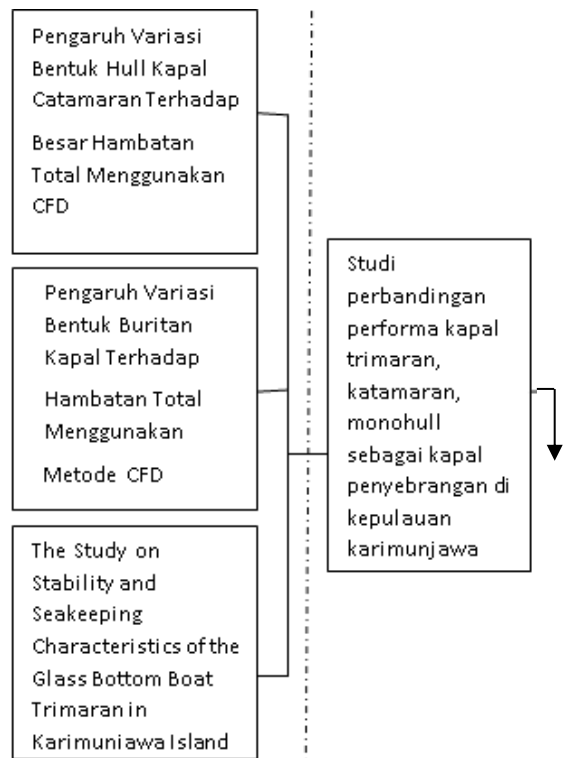 Pengaruh Variasi
Bentuk Hull Kapal
Catamaran Terhadap
Besar Hambatan
Total Menggunakan
CFD
Pengaruh Variasi
Bentuk Buritan
Kapal Terhadap
Hambatan Total
Menggunakan
Metode CFD
The Study on
Stability and
Seakeeping
Characteristics of the
Glass Bottom Boat
Trimaran in
Karimuniawa Island
Studi
perbandingan
performa kapal
trimaran,
katamaran,
monohull
sebagai kapal
penyebrangan di
kepulauan
karimunjawa